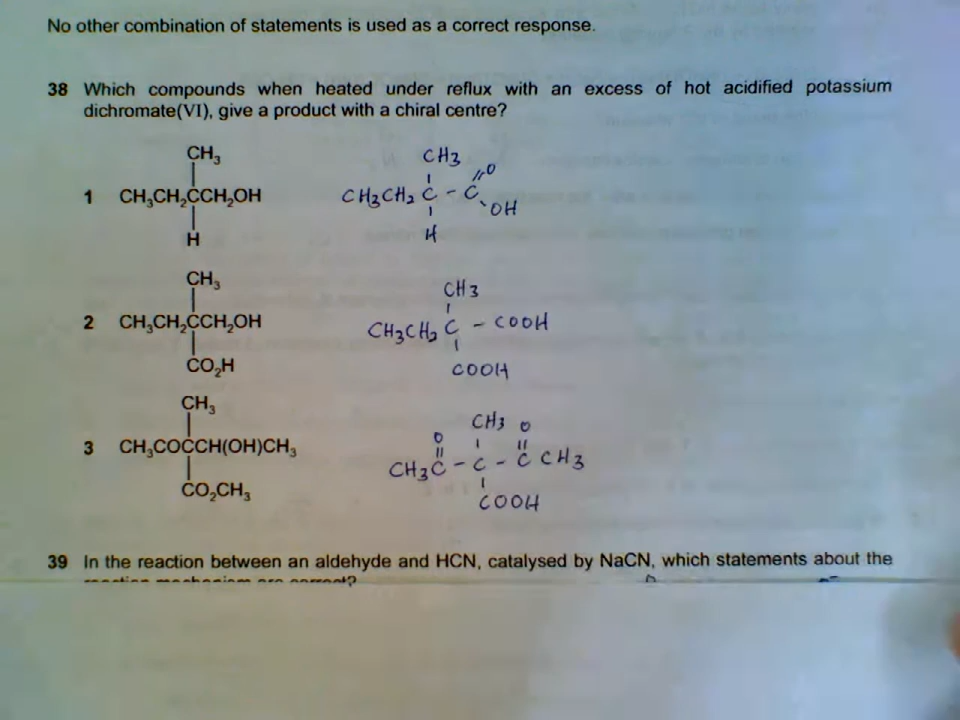 No other combination of statements is used as a correct response.
38 Which compounds when heated under reflux with an excess of hot acidified potassium
dichromate(VI), give a product with a chiral centre?
CH₃ CH3
1 CH₃CH₂CCH₂OH CH3CH2 C - C O
OH
H H
CH₃ CH3
2 CH₃CH₂CCH₂OH CH3CH2 C - COOH
CO₂H COOH
CH₃ CH3 O
O
3 CH₃COCCH(OH)CH₃ CH3C - C - C CH3
CO₂CH₃ COOH
39 In the reaction between an aldehyde and HCN, catalysed by NaCN, which statements about the